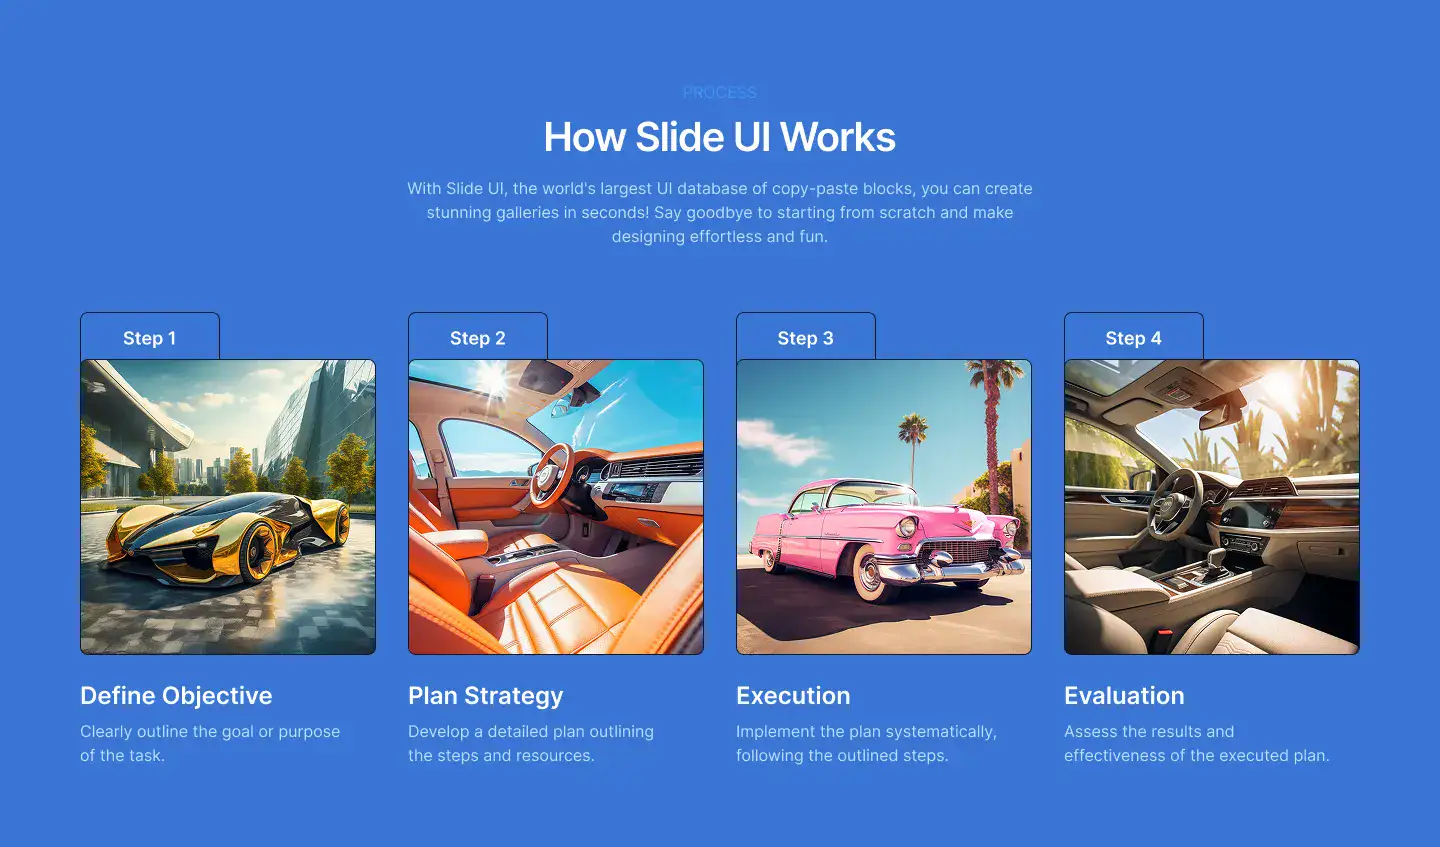 PROCESS
How Slide UI Works
With Slide UI, the world's largest UI database of copy-paste blocks, you can create
stunning galleries in seconds! Say goodbye to starting from scratch and make
designing effortless and fun.
Step 1
Step 2
Step 3
Step 4
Define Objective
Clearly outline the goal or purpose
of the task.
Plan Strategy
Develop a detailed plan outlining
the steps and resources.
Execution
Implement the plan systematically,
following the outlined steps.
Evaluation
Assess the results and
effectiveness of the executed plan.